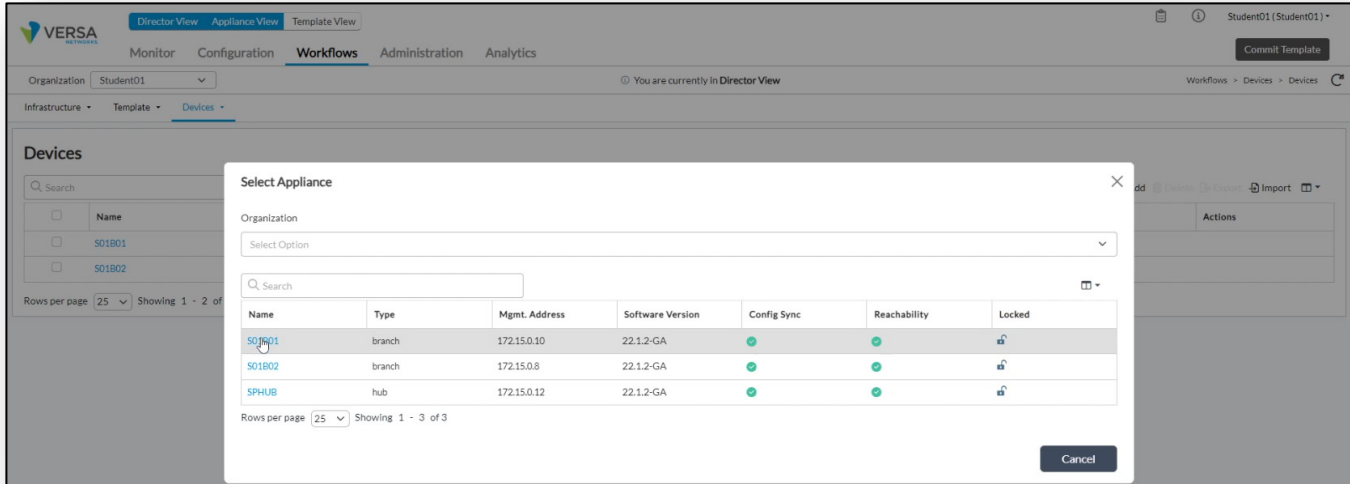 VERSA
NETWORKS
Director View Appliance View Template View
Student01 (Student01)
Monitor Configuration Workflows Administration Analytics
Commit Template
Organization Student01
You are currently in Director View
Workflows > Devices > Devices
Infrastructure Template Devices
Devices
Search
Import
Name
Actions
S01B01
S01B02
Rows per page 25 Showing 1 - 2 of
Select Appliance
Organization
Select Option
Search
Name Type Mgmt. Address Software Version Config Sync Reachability Locked
S01B01 branch 172.15.0.10 22.1.2-GA
S01B02 branch 172.15.0.8 22.1.2-GA
SPHUB hub 172.15.0.12 22.1.2-GA
Rows per page 25 Showing 1 - 3 of 3
Cancel